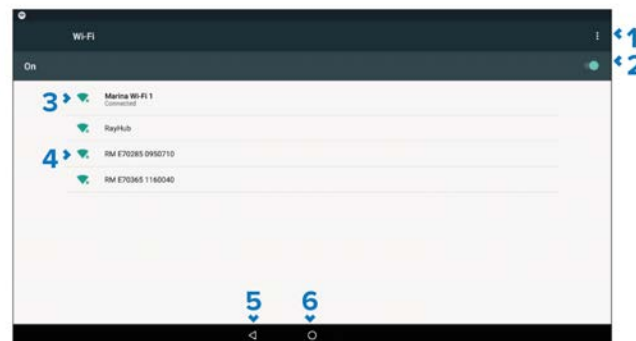 Wi-Fi
1
On
2
3
Marina Wi-Fi 1
Connected
RayHub
4
RM E70285 0950710
RM E70365 1160040
5 6